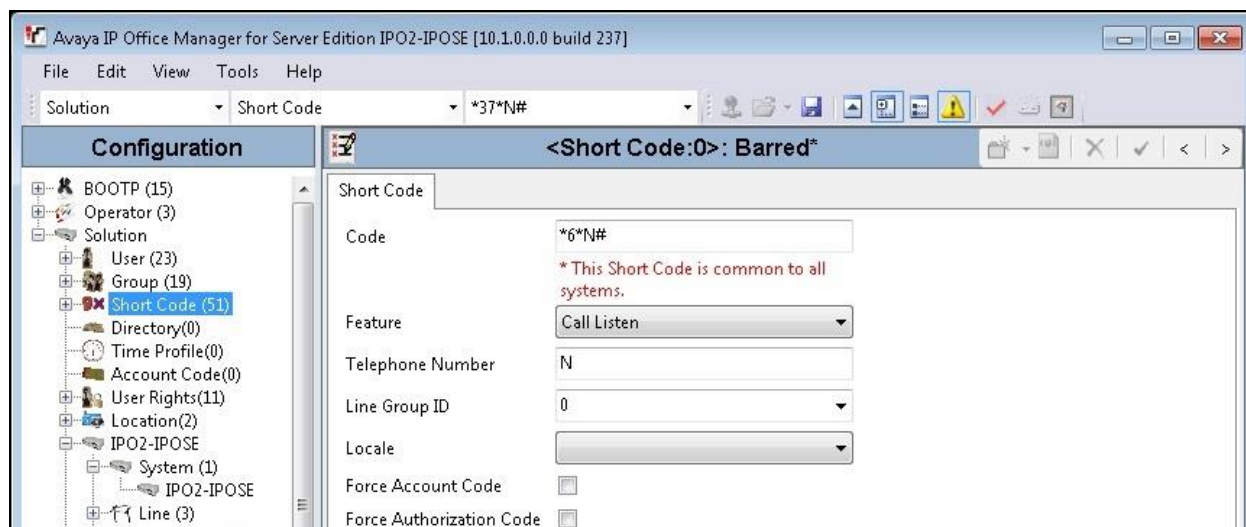 Avaya IP Office Manager for Server Edition IPO2-IPOSE [10.1.0.0.0 build 237]
File Edit View Tools Help
Solution Short Code *37*N#
Configuration
<Short Code:0>: Barred*
BOOTP (15)
Operator (3)
Solution
User (23)
Group (19)
Short Code (51)
Directory(0)
Time Profile(0)
Account Code(0)
User Rights(11)
Location(2)
IPO2-IPOSE
System (1)
IPO2-IPOSE
Line (3)
Short Code
Code *6*N#
* This Short Code is common to all
systems.
Feature Call Listen
Telephone Number N
Line Group ID 0
Locale
Force Account Code
Force Authorization Code